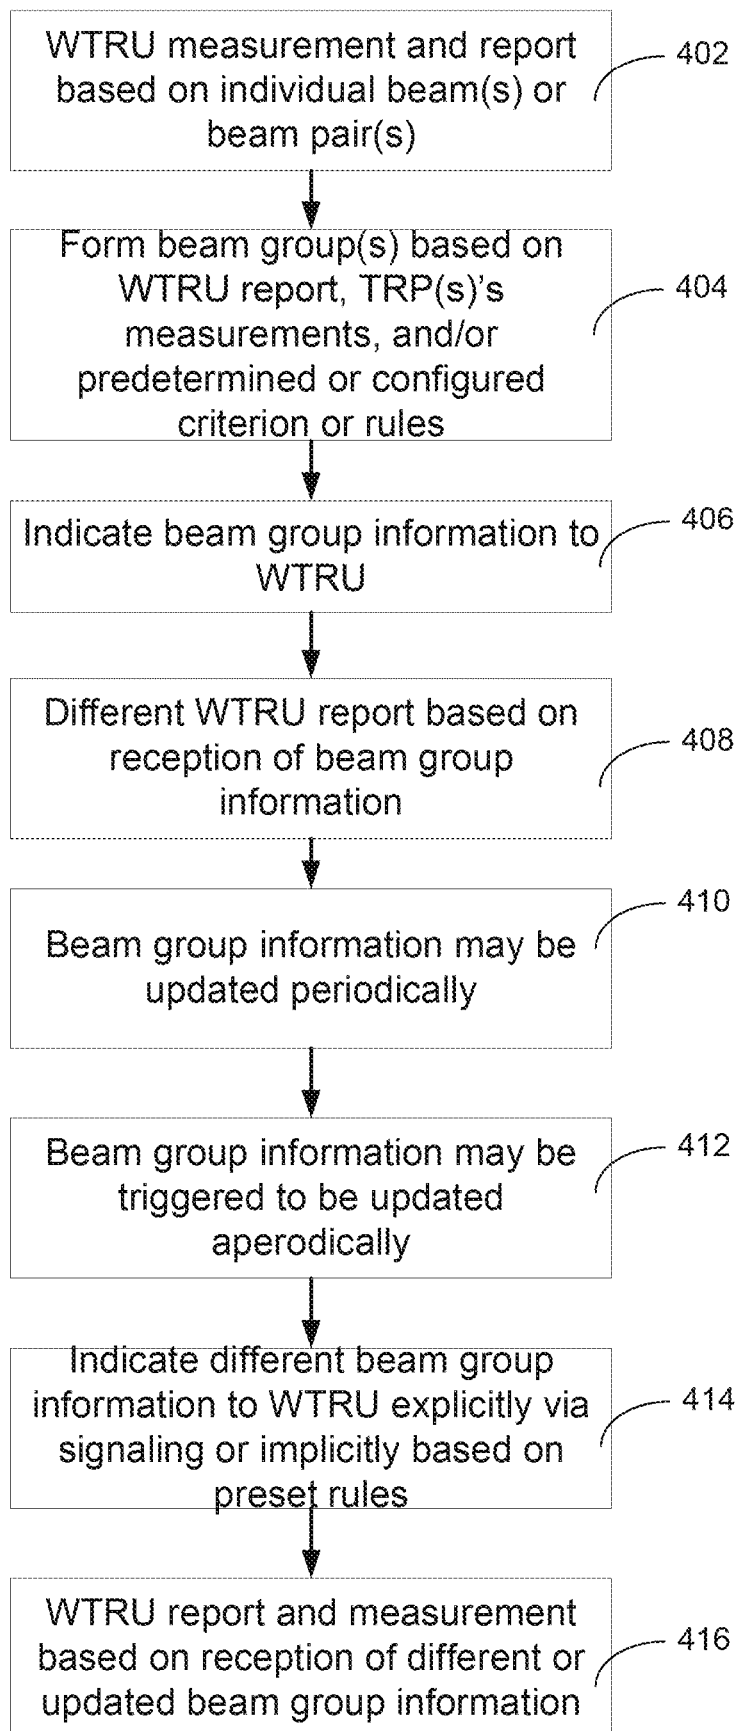 WTRU measurement and report
based on individual beam(s) or
beam pair(s)
402
Form beam group(s) based on
WTRU report, TRP(s)'s
measurements, and/or
predetermined or configured
criterion or rules
404
Indicate beam group information to
WTRU
406
Different WTRU report based on
reception of beam group
information
408
Beam group information may be
updated periodically
410
Beam group information may be
triggered to be updated
aperodically
412
Indicate different beam group
information to WTRU explicitly via
signaling or implicitly based on
preset rules
414
WTRU report and measurement
based on reception of different or
updated beam group information
416